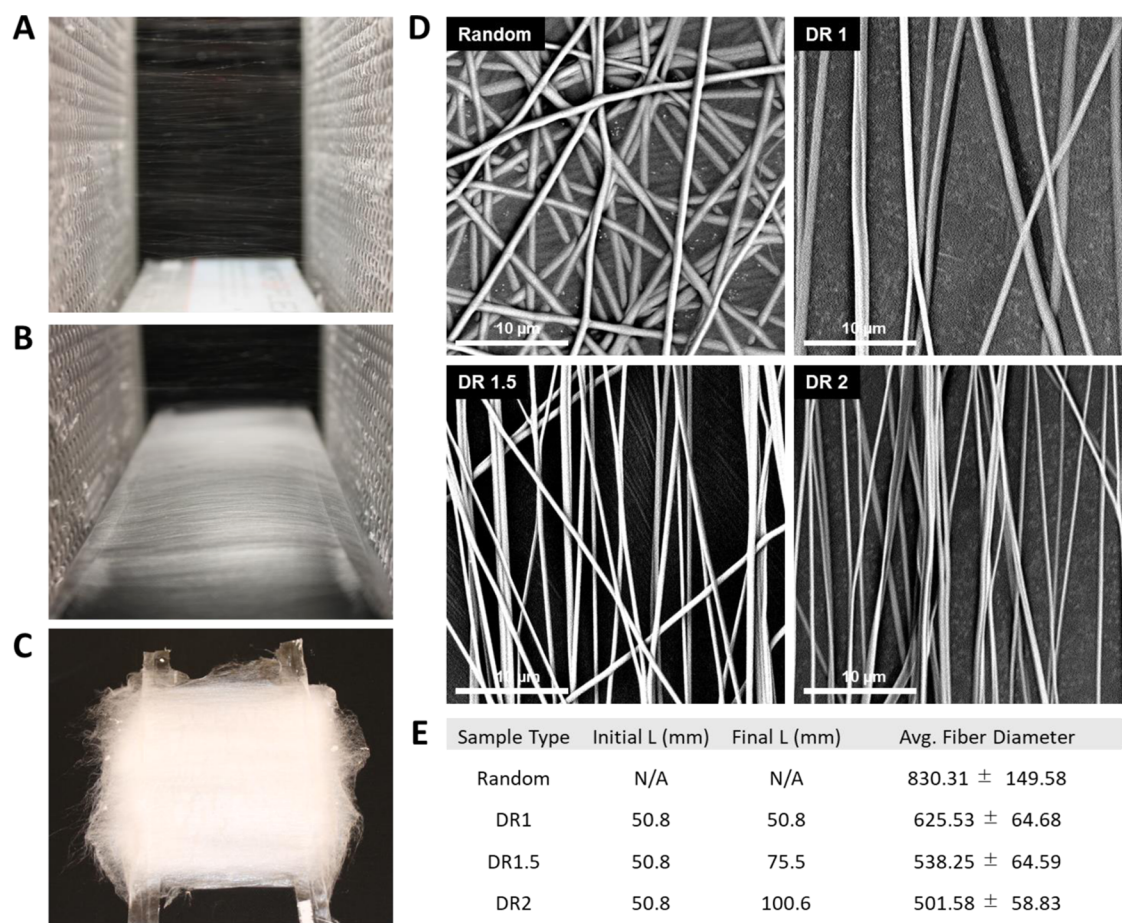 A
B
C
D
Random
10 µm
DR 1
10 µm
DR 1.5
10 µm
DR 2
10 µm
E
Sample Type Initial L (mm) Final L (mm) Avg. Fiber Diameter
Random N/A N/A 830.31 ± 149.58
DR1 50.8 50.8 625.53 ± 64.68
DR1.5 50.8 75.5 538.25 ± 64.59
DR2 50.8 100.6 501.58 ± 58.83